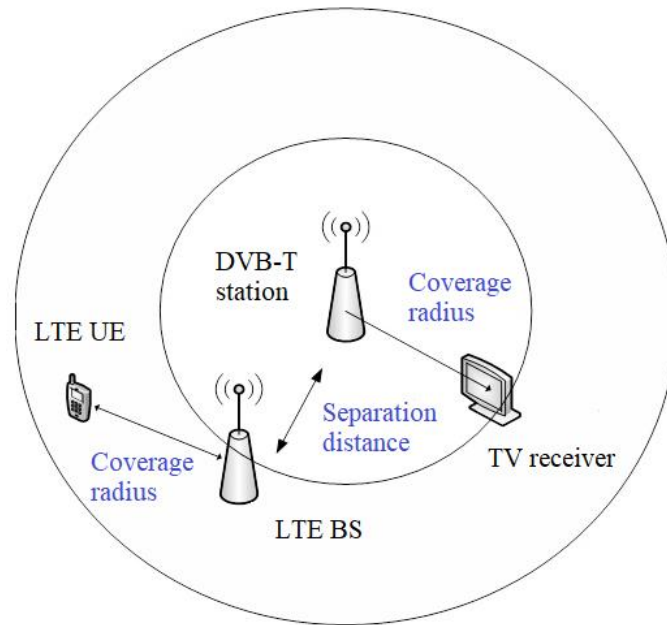 DVB-T
station
Coverage
radius
LTE UE
Separation
distance
Coverage
radius
TV receiver
LTE BS